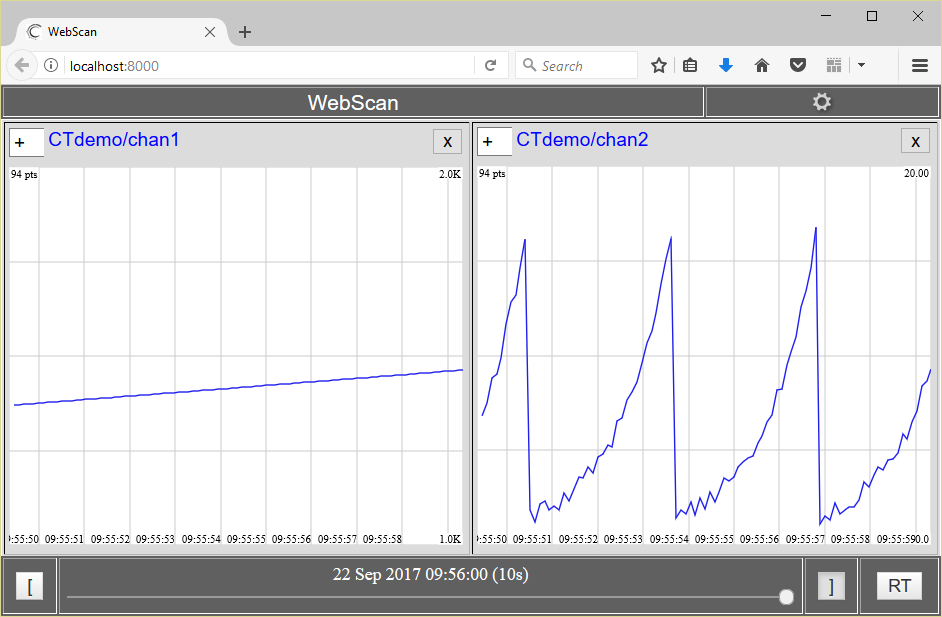 WebScan
localhost:8000
Search
WebScan
+ CTdemo/chan1 x
94 pts 2.0K
:55:50 09:55:51 09:55:52 09:55:53 09:55:54 09:55:55 09:55:56 09:55:57 09:55:58 1.0K
+ CTdemo/chan2 x
94 pts 20.00
:55:50 09:55:51 09:55:52 09:55:53 09:55:54 09:55:55 09:55:56 09:55:57 09:55:58 09:55:59 0.0
[ 22 Sep 2017 09:56:00 (10s) ] RT